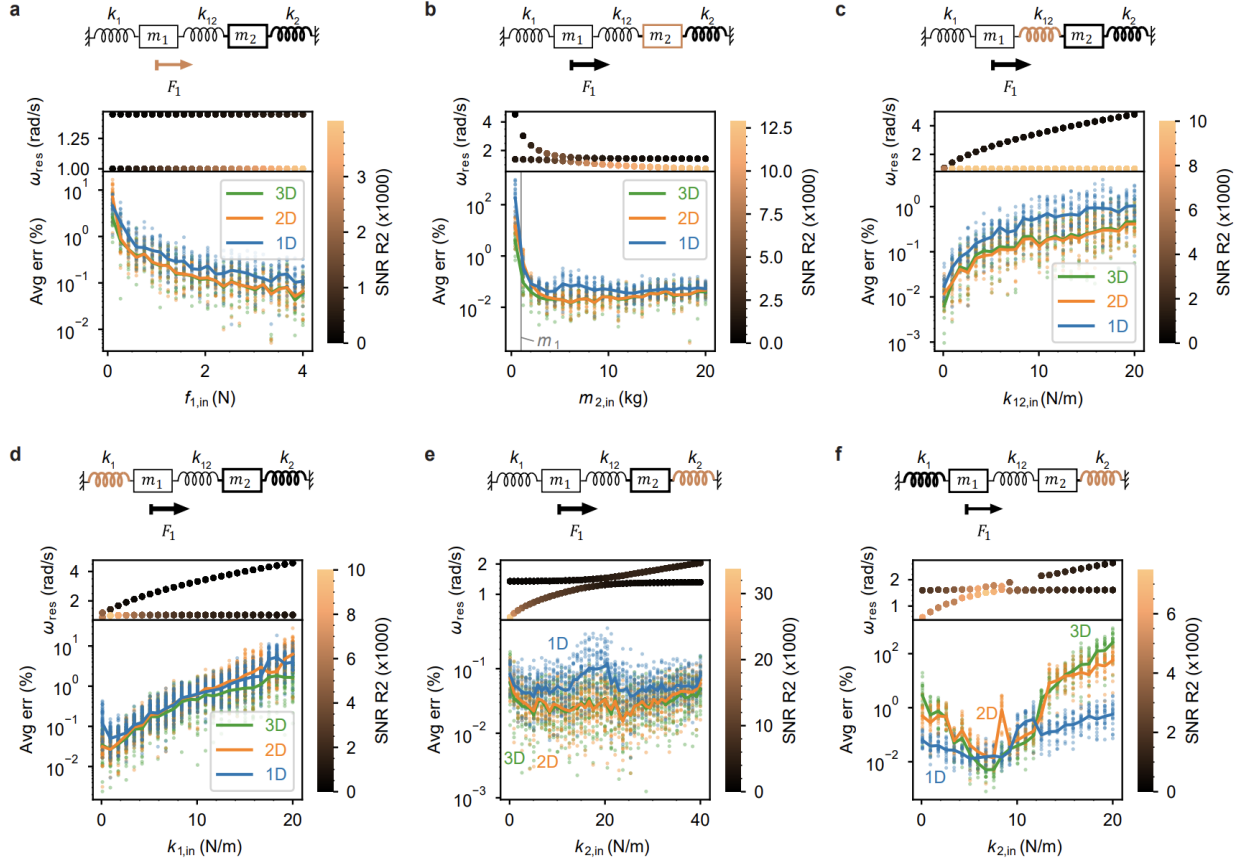 a
k1 k12 k2
m1 m2
F1
ωres (rad/s)
1.25
1.00
Avg err (%)
10^1
10^0
10^-1
10^-2
3D
2D
1D
0 2 4
f1,in (N)
3
2
1
0
SNR R2 (x1000)
b
k1 k12 k2
m1 m2
F1
ωres (rad/s)
4
2
Avg err (%)
10^2
10^0
10^-2
3D
2D
1D
m1
0 5 10 15 20
m2,in (kg)
12.5
10.0
7.5
5.0
2.5
0.0
SNR R2 (x1000)
c
k1 k12 k2
m1 m2
F1
ωres (rad/s)
4
2
Avg err (%)
10^0
10^-1
10^-2
10^-3
3D
2D
1D
0 10 20
k12,in (N/m)
10
8
6
4
2
0
SNR R2 (x1000)
d
k1 k12 k2
m1 m2
F1
ωres (rad/s)
4
2
Avg err (%)
10^1
10^0
10^-1
10^-2
3D
2D
1D
0 10 20
k1,in (N/m)
10
8
6
4
2
0
SNR R2 (x1000)
e
k1 k12 k2
m1 m2
F1
ωres (rad/s)
2
1
Avg err (%)
10^-1
10^-2
10^-3
1D
3D 2D
0 10 20 30 40
k2,in (N/m)
30
20
10
0
SNR R2 (x1000)
f
k1 k12 k2
m1 m2
F1
ωres (rad/s)
2
1
Avg err (%)
10^2
10^0
10^-2
3D
2D
1D
0 10 20
k2,in (N/m)
6
4
2
0
SNR R2 (x1000)